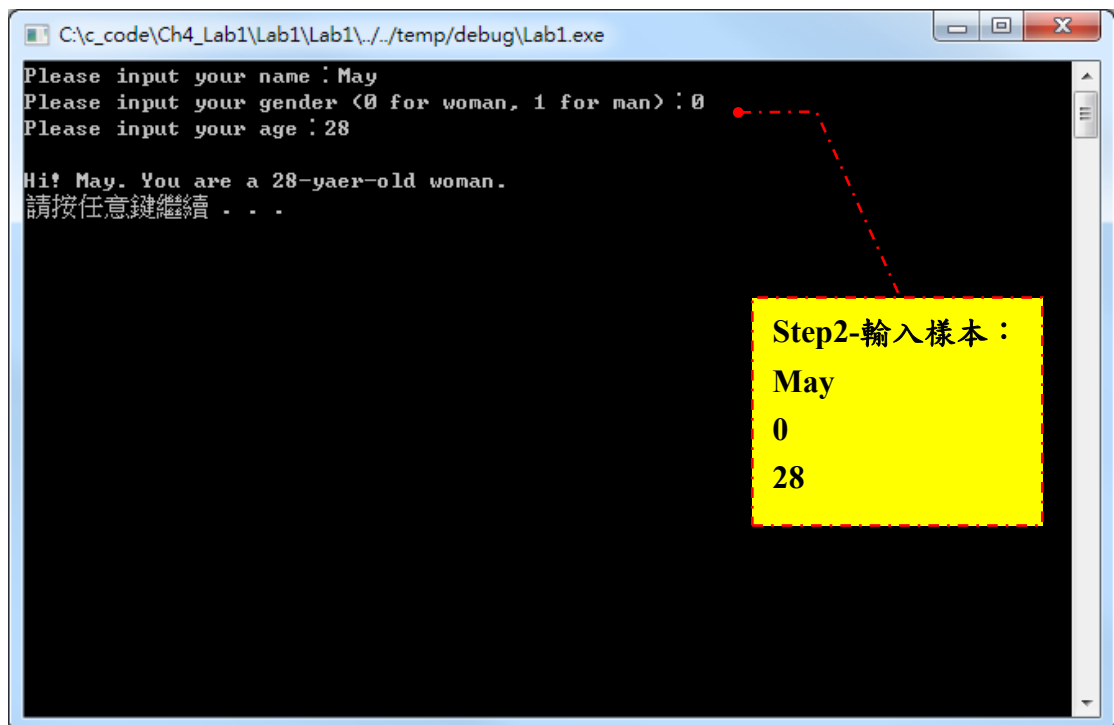 C:\c_code\Ch4_Lab1\Lab1\Lab1\../../temp/debug\Lab1.exe
Please input your name：May
Please input your gender (0 for woman, 1 for man)：0
Please input your age：28
Hi! May. You are a 28-yaer-old woman.
請按任意鍵繼續 . . .
Step2-輸入樣本：
May
0
28